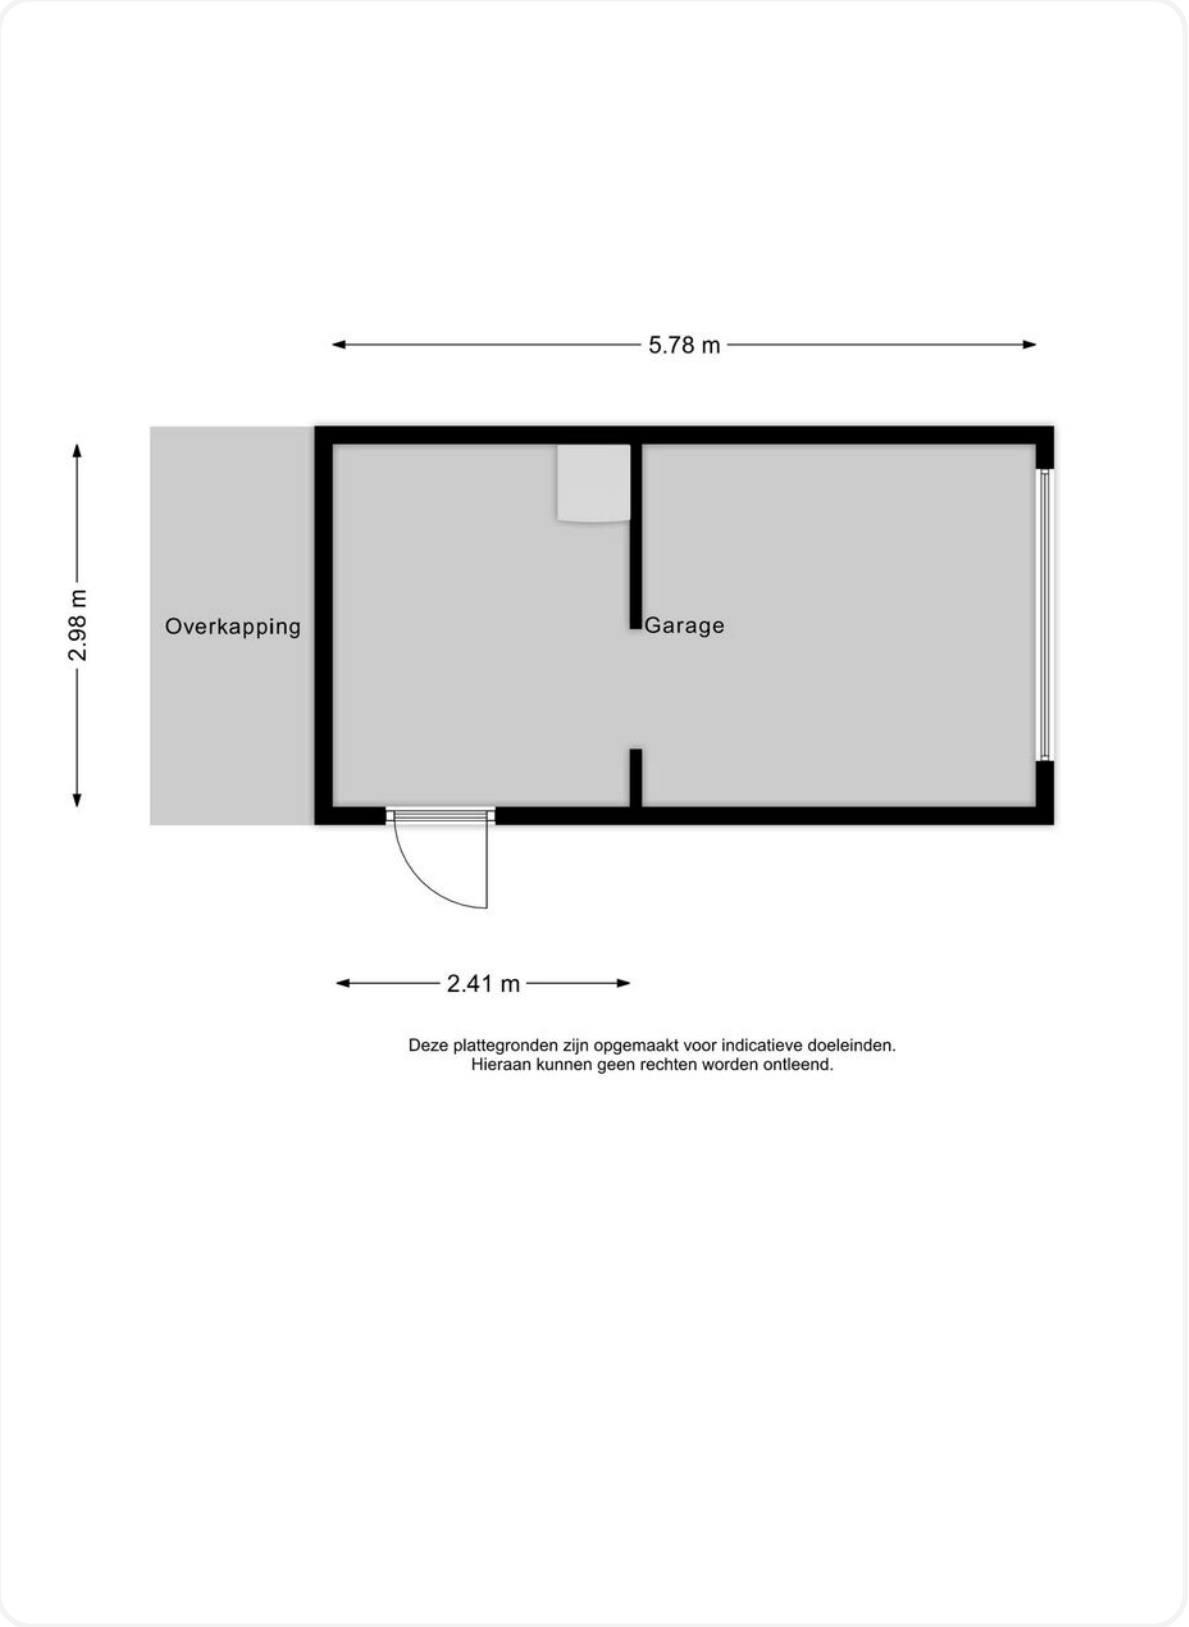 5.78 m
2.98 m
Overkapping
Garage
2.41 m
Deze plattegronden zijn opgemaakt voor indicatieve doeleinden.
Hieraan kunnen geen rechten worden ontleend.